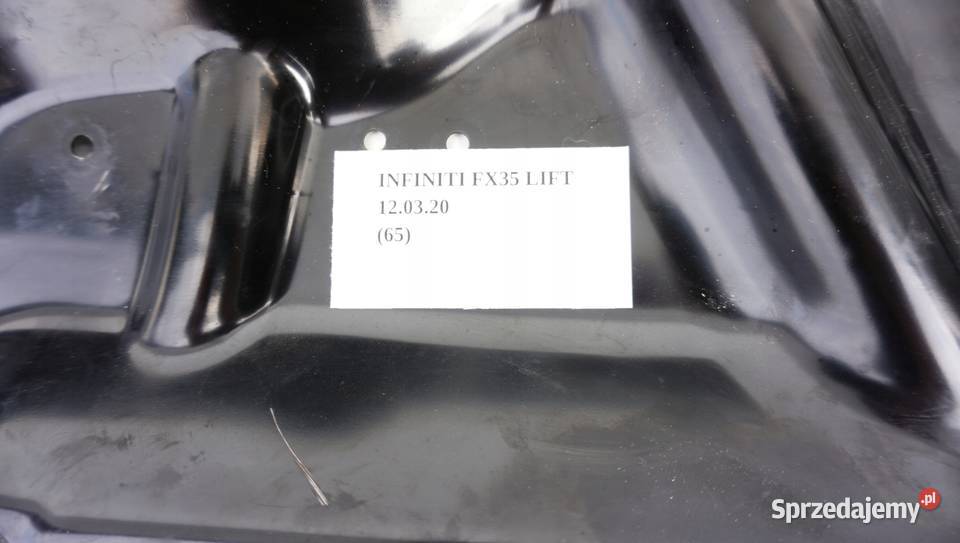 INFINITI FX35 LIFT
12.03.20
(65)
Sprzedajemy.pl